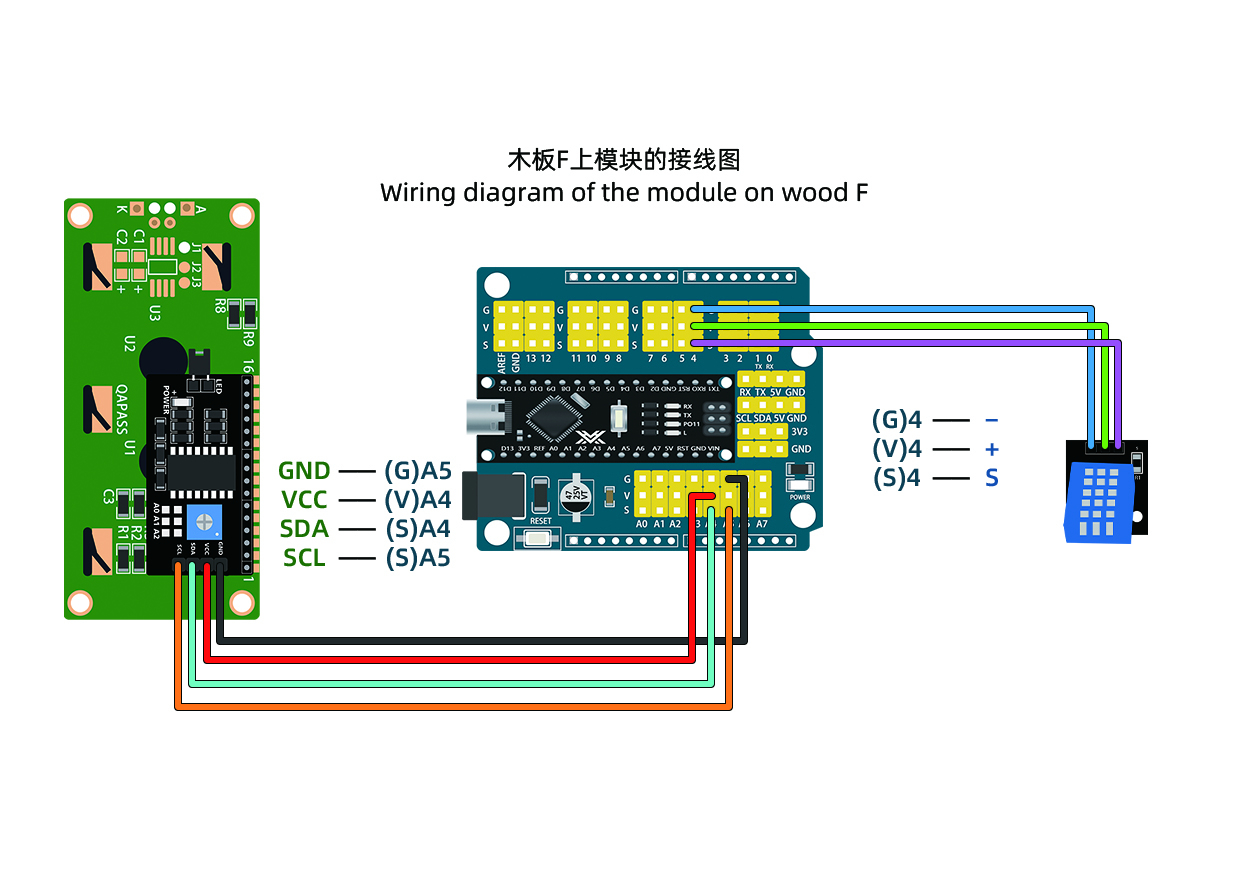 木板F上模块的接线图
Wiring diagram of the module on wood F
K
A
C2
C1
J1
J2
J3
+
+
U3
R8
R9
U2
16
LED
POWER
+
QAPASS
U1
C3
R1
R2
A0 A1 A2
SCL
SDA
VCC
GND
1
GND — (G)A5
VCC — (V)A4
SDA — (S)A4
SCL — (S)A5
G
G
G
V
V
V
S
S
S
S
AREF
GND
13 12
11 10 9 8
7 6 5 4
3 2 1 0
TX RX
D12 D11 D10 D9 D8 D7 D6 D5 D4 D3 D2 GND RST RX0 TX1
RX
TX
PO11
L
D13 3V3 REF A0 A1 A2 A3 A4 A5 A6 A7 5V RST GND VIN
RX TX 5V GND
SCL SDA 5V GND
3V3
GND
POWER
47
25V
VT
RESET
G
V
S
A0 A1 A2
A7
(G)4 — −
(V)4 — +
(S)4 — S